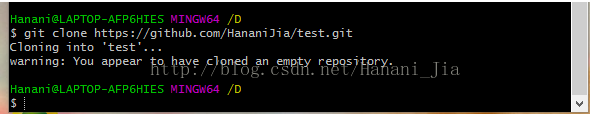 Hanani@LAPTOP-AFP6HIES MINGW64 /D
$ git clone https://github.com/HananiJia/test.git
Cloning into 'test'...
warning: You appear to have cloned an empty repository.
http://blog.csdn.net/Hanani_Jia
Hanani@LAPTOP-AFP6HIES MINGW64 /D
$